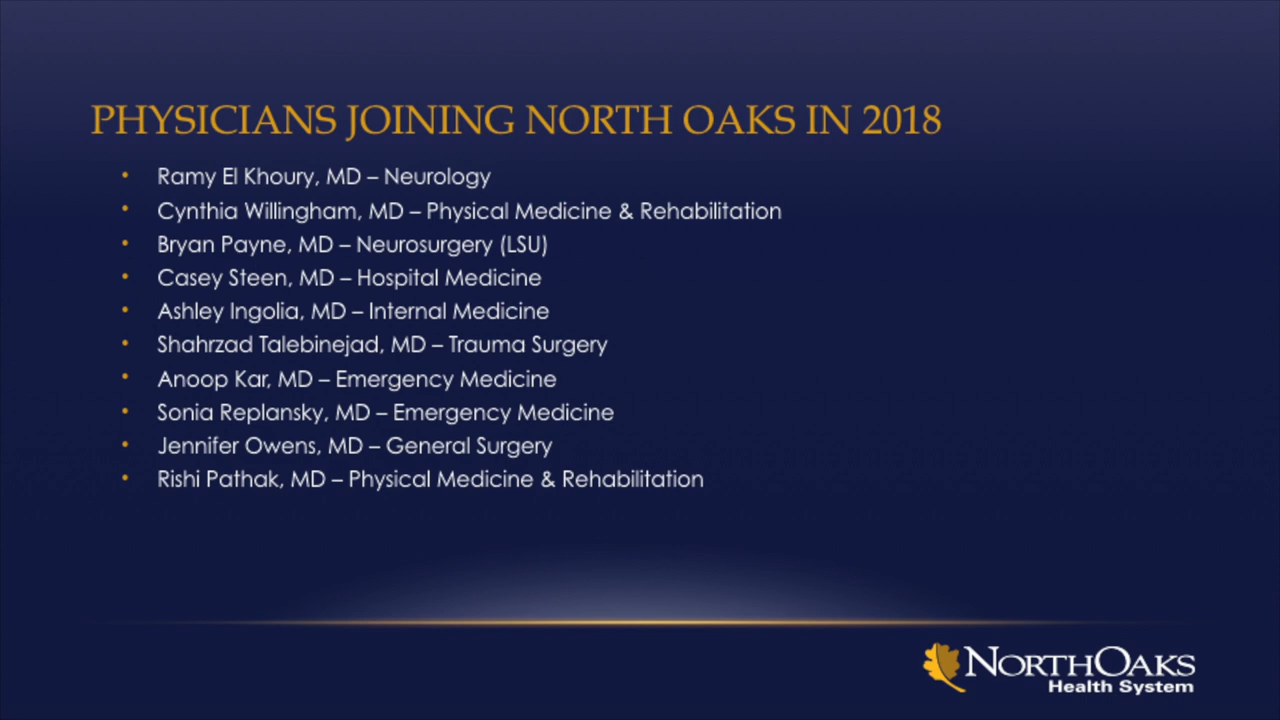 PHYSICIANS JOINING NORTH OAKS IN 2018
• Ramy El Khoury, MD – Neurology
• Cynthia Willingham, MD – Physical Medicine & Rehabilitation
• Bryan Payne, MD – Neurosurgery (LSU)
• Casey Steen, MD – Hospital Medicine
• Ashley Ingolia, MD – Internal Medicine
• Shahrzad Talebinejad, MD – Trauma Surgery
• Anoop Kar, MD – Emergency Medicine
• Sonia Replansky, MD – Emergency Medicine
• Jennifer Owens, MD – General Surgery
• Rishi Pathak, MD – Physical Medicine & Rehabilitation
NORTHOAKS
Health System